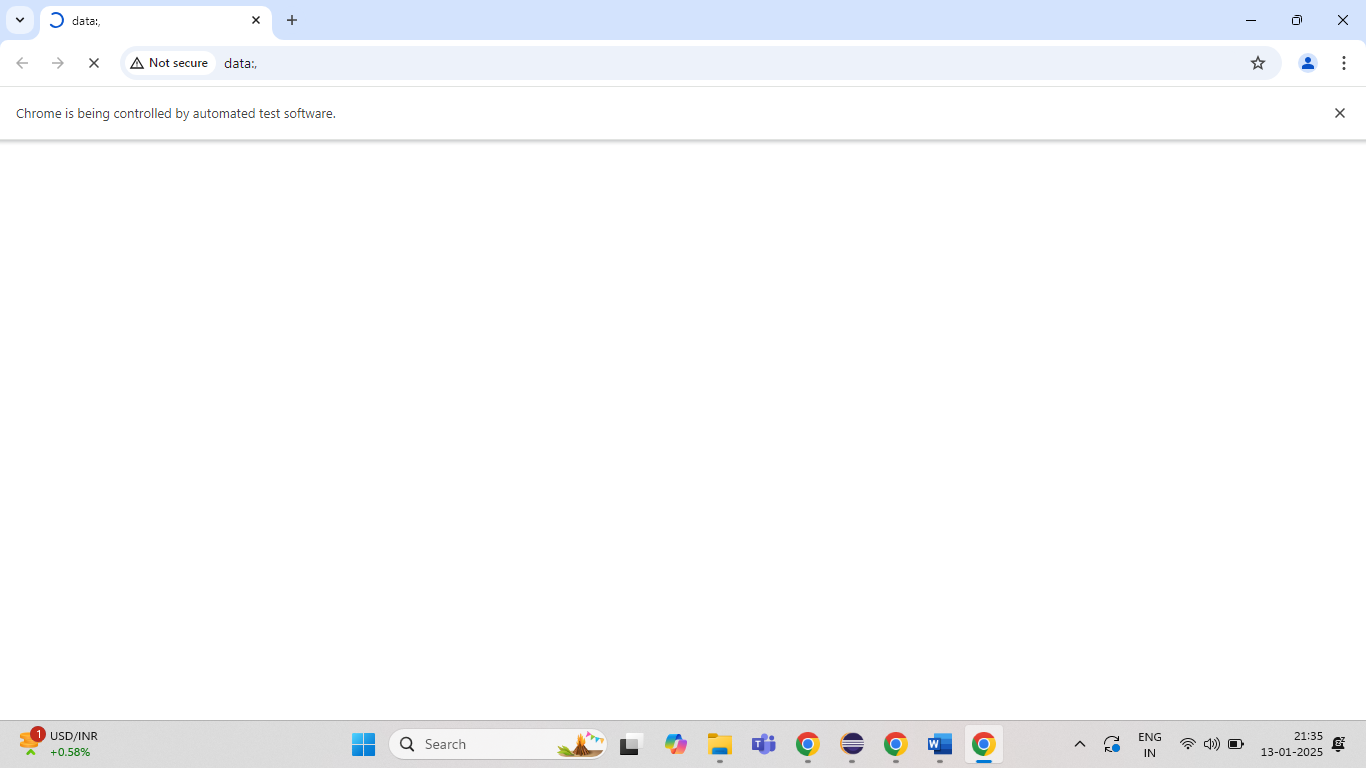 data:,
Not secure
data:,
Chrome is being controlled by automated test software.
1
USD/INR
+0.58%
Search
W
ENG
IN
21:35
13-01-2025